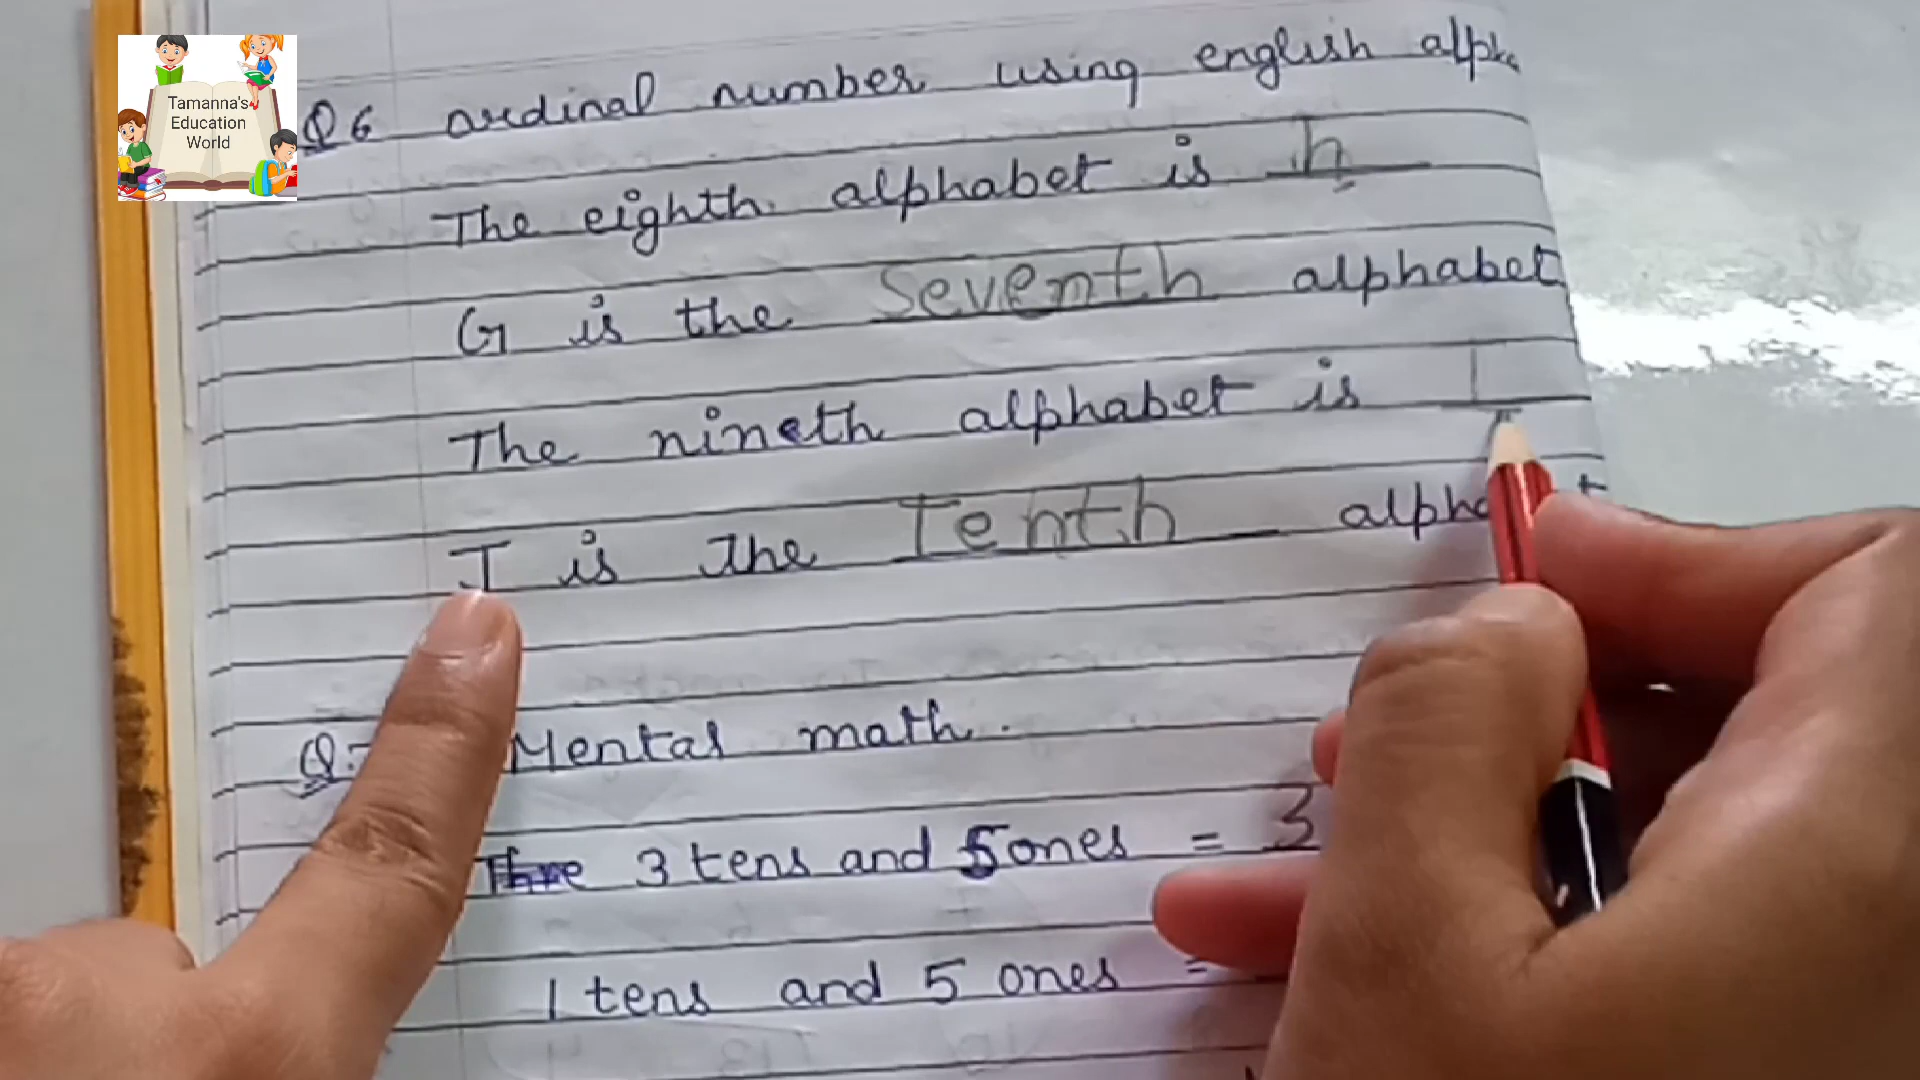 Tamanna's
Education
World
Q6 ordinal number using english alpha
The eighth alphabet is h
G is the Seventh alphabet
The nineth alphabet is I
J is the Tenth alphabet
Q.7 Mental math.
3 tens and 5 ones = 3
1 tens and 5 ones =